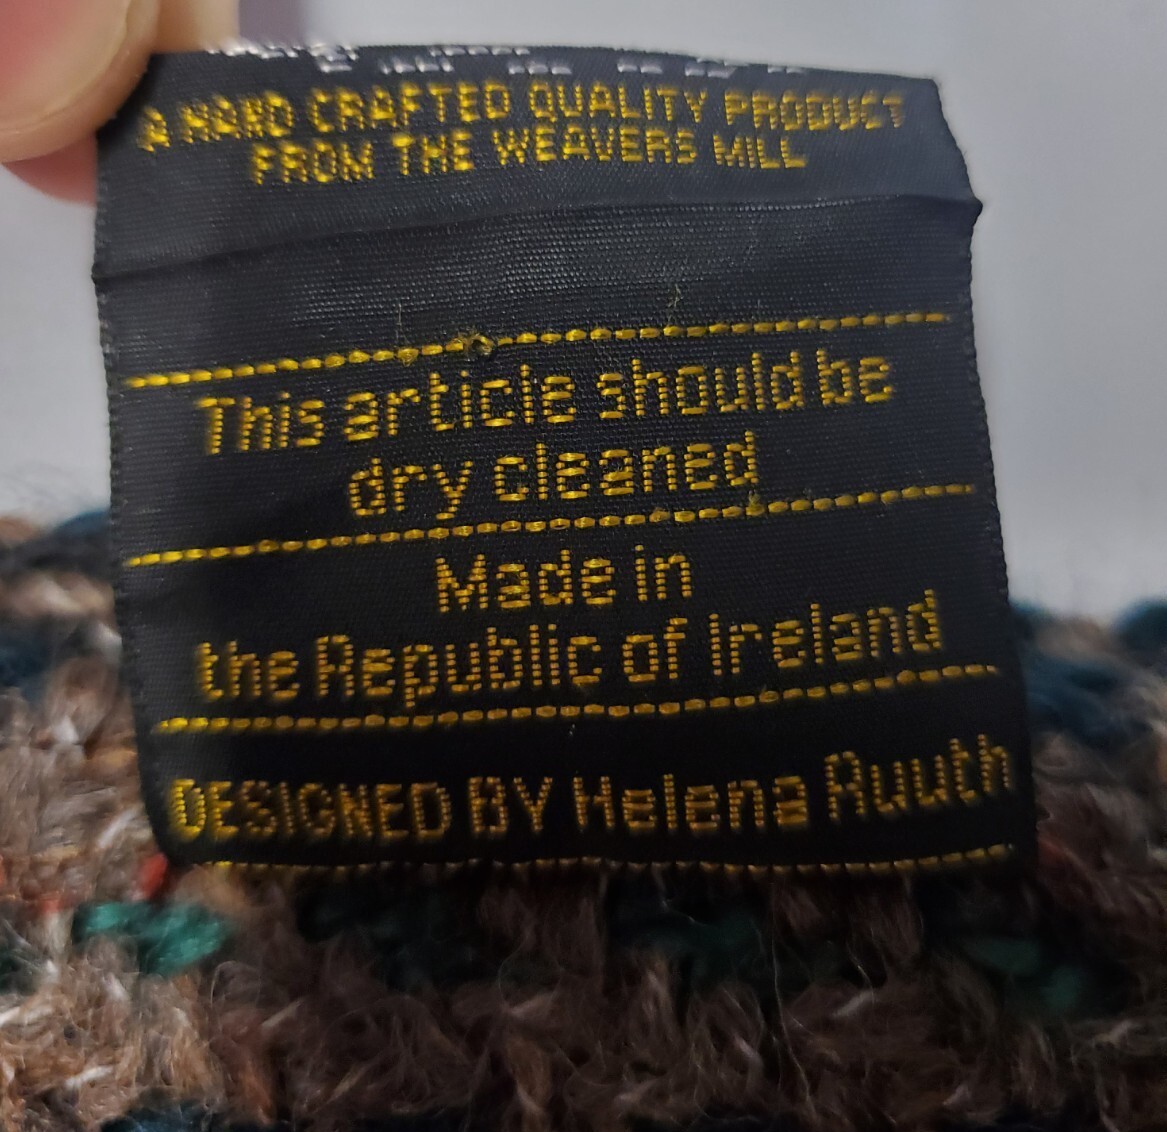 A HAND CRAFTED QUALITY PRODUCT
FROM THE WEAVERS MILL
This article should be
dry cleaned
Made in
the Republic of Ireland
DESIGNED BY Helena Ruuth